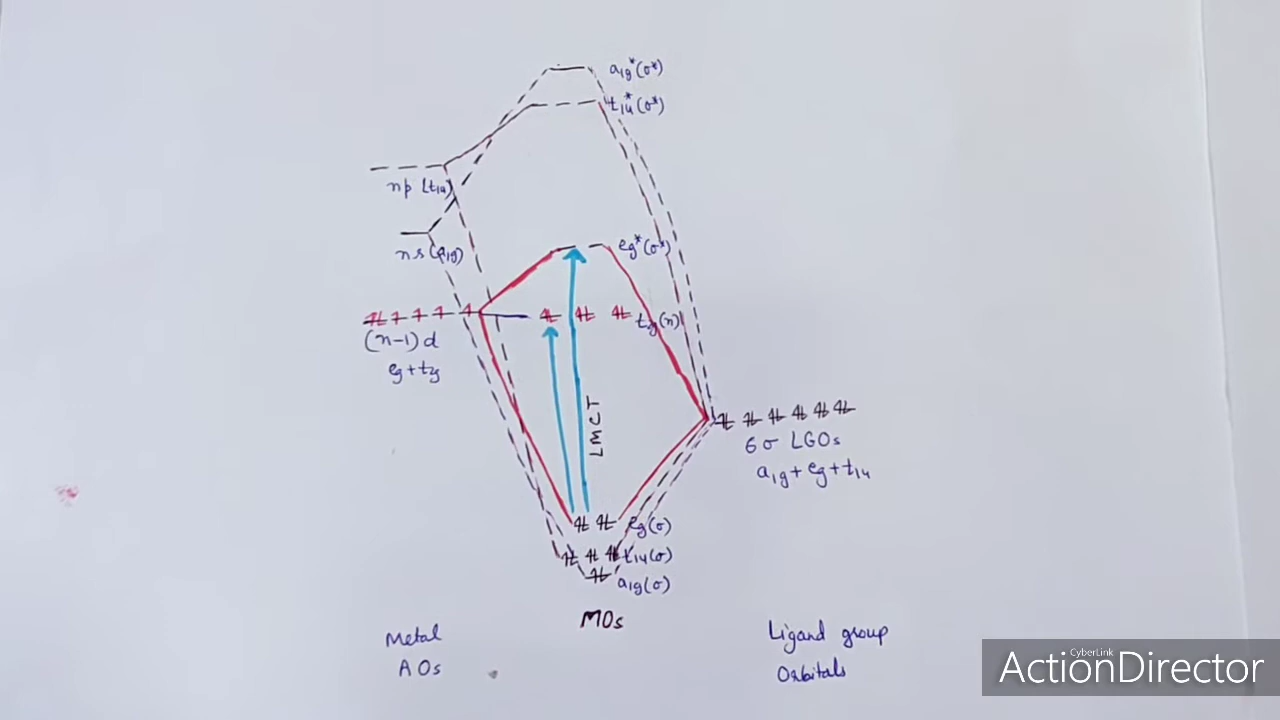 a1g*(σ*)
t1u*(σ*)
np (t1u)
ns (a1g)
eg*(σ*)
t2g(n)
(n-1) d
eg + t2g
LMCT
6σ LGOs
a1g + eg + t1u
eg(σ)
t1u(σ)
a1g(σ)
MOs
Metal
AOs
Ligand group
Orbitals
CyberLink
ActionDirector